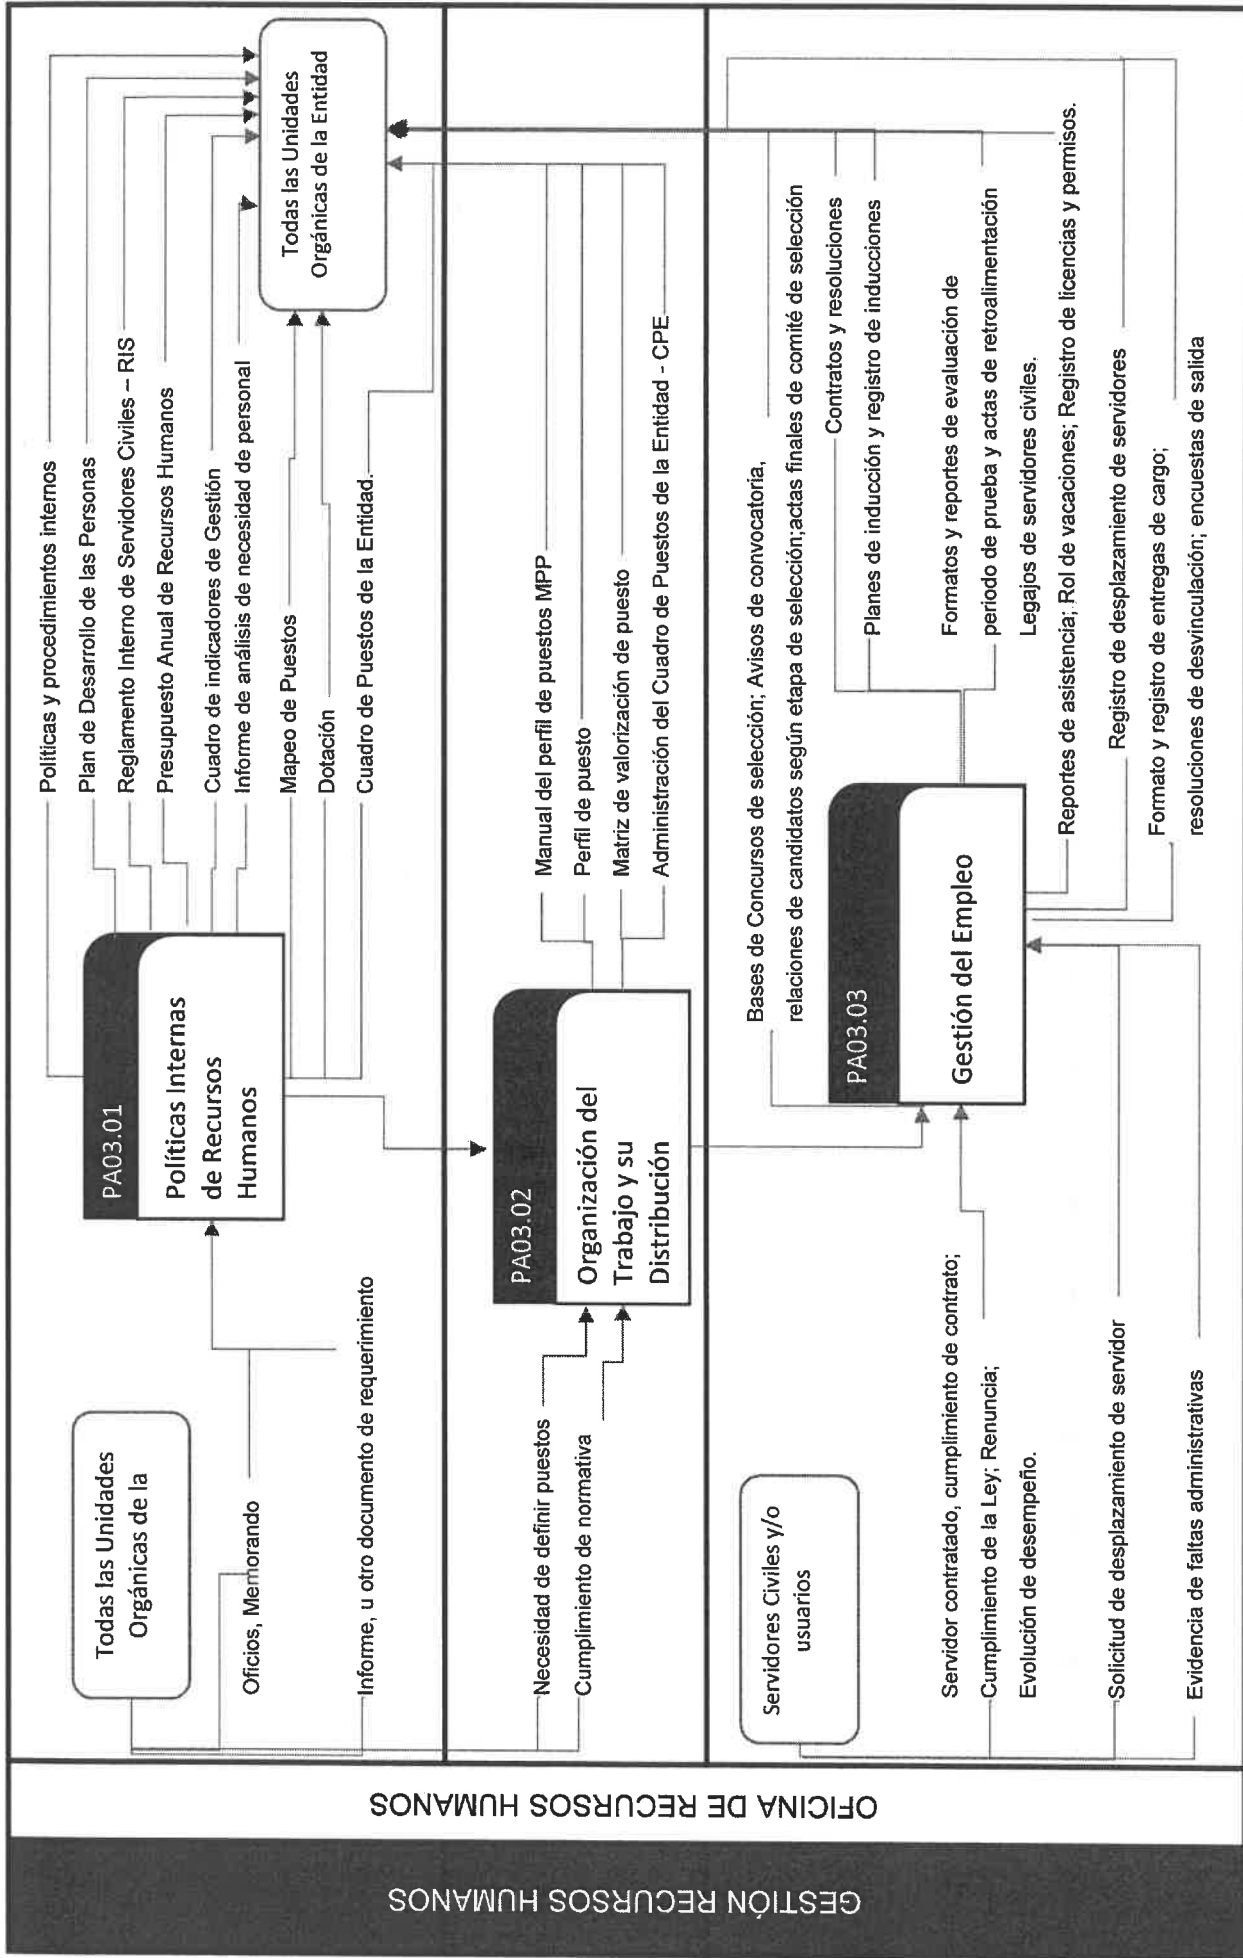 GESTIÓN RECURSOS HUMANOS
OFICINA DE RECURSOS HUMANOS
Todas las Unidades
Orgánicas de la
Oficios, Memorando
Informe, u otro documento de requerimiento
PA03.01
Políticas Internas
de Recursos
Humanos
Políticas y procedimientos internos
Plan de Desarrollo de las Personas
Reglamento Interno de Servidores Civiles – RIS
Presupuesto Anual de Recursos Humanos
Cuadro de indicadores de Gestión
Informe de análisis de necesidad de personal
Mapeo de Puestos
Dotación
Cuadro de Puestos de la Entidad.
Todas las Unidades
Orgánicas de la Entidad
Necesidad de definir puestos
Cumplimiento de normativa
PA03.02
Organización del
Trabajo y su
Distribución
Manual del perfil de puestos MPP
Perfil de puesto
Matriz de valorización de puesto
Administración del Cuadro de Puestos de la Entidad - CPE
Servidores Civiles y/o
usuarios
Servidor contratado, cumplimiento de contrato;
Cumplimiento de la Ley; Renuncia;
Evolución de desempeño.
Solicitud de desplazamiento de servidor
Evidencia de faltas administrativas
PA03.03
Gestión del Empleo
Bases de Concursos de selección; Avisos de convocatoria,
relaciones de candidatos según etapa de selección;actas finales de comité de selección
Contratos y resoluciones
Planes de inducción y registro de inducciones
Formatos y reportes de evaluación de
periodo de prueba y actas de retroalimentación
Legajos de servidores civiles.
Reportes de asistencia; Rol de vacaciones; Registro de licencias y permisos.
Registro de desplazamiento de servidores
Formato y registro de entregas de cargo;
resoluciones de desvinculación; encuestas de salida